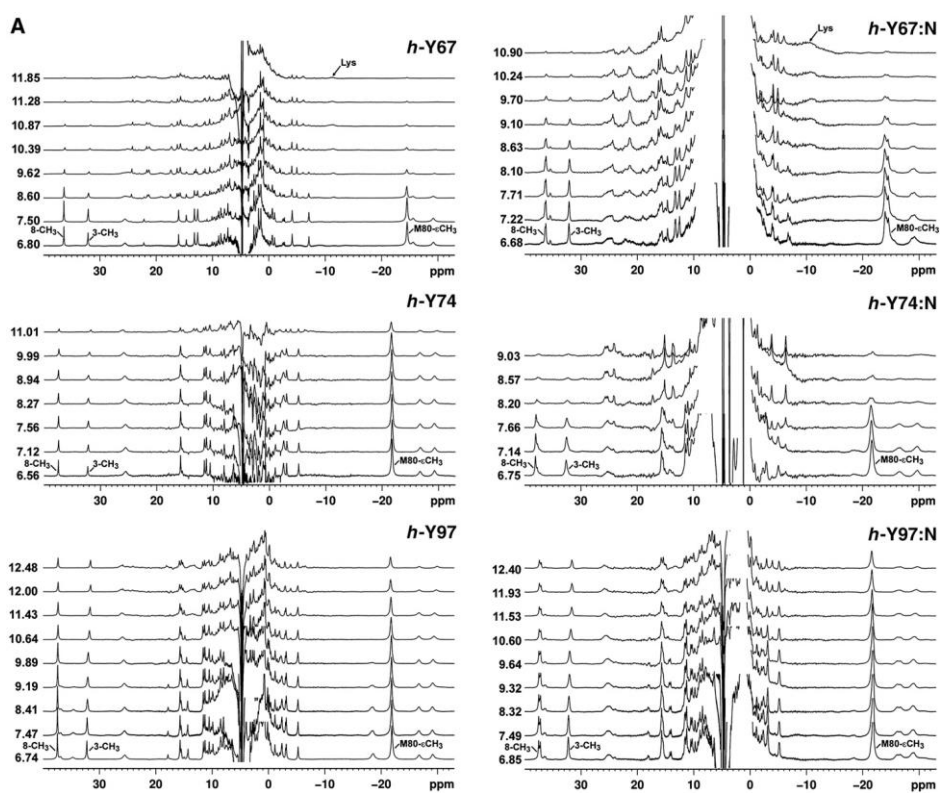 A
h-Y67
Lys
11.85
11.28
10.87
10.39
9.62
8.60
7.50
6.80
8-CH₃
3-CH₃
M80-εCH₃
30 20 10 0 −10 −20 ppm
h-Y67:N
Lys
10.90
10.24
9.70
9.10
8.63
8.10
7.71
7.22
6.68
8-CH₃
3-CH₃
M80-εCH₃
40 30 20 10 0 −10 −20 −30 ppm
h-Y74
11.01
9.99
8.94
8.27
7.56
7.12
6.56
8-CH₃
3-CH₃
M80-εCH₃
30 20 10 0 −10 −20 ppm
h-Y74:N
9.03
8.57
8.20
7.66
7.14
6.75
8-CH₃
3-CH₃
M80-εCH₃
30 20 10 0 −10 −20 ppm
h-Y97
12.48
12.00
11.43
10.64
9.89
9.19
8.41
7.47
6.74
8-CH₃
3-CH₃
M80-εCH₃
30 20 10 0 −10 −20 ppm
h-Y97:N
12.40
11.93
11.53
10.60
9.64
9.32
8.32
7.49
6.85
8-CH₃
3-CH₃
M80-εCH₃
30 20 10 0 −10 −20 ppm